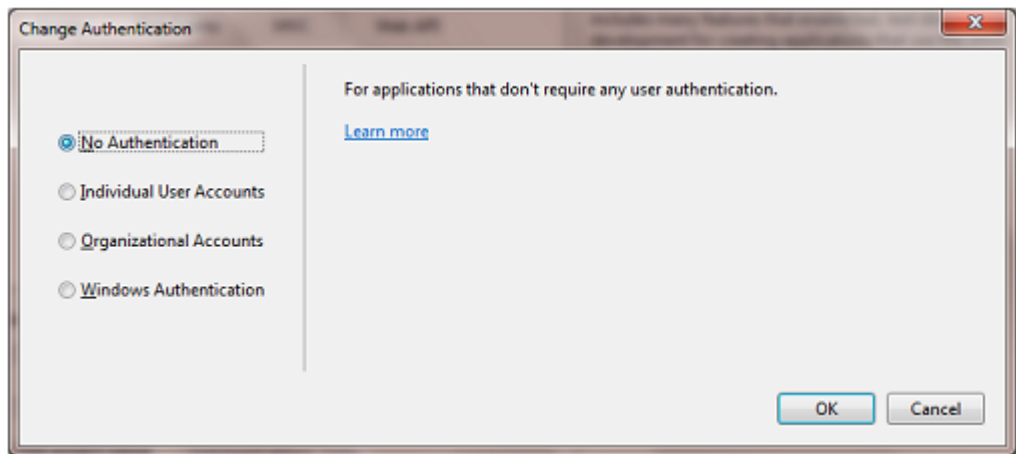 Change Authentication
For applications that don't require any user authentication.
Learn more
No Authentication
Individual User Accounts
Organizational Accounts
Windows Authentication
OK
Cancel